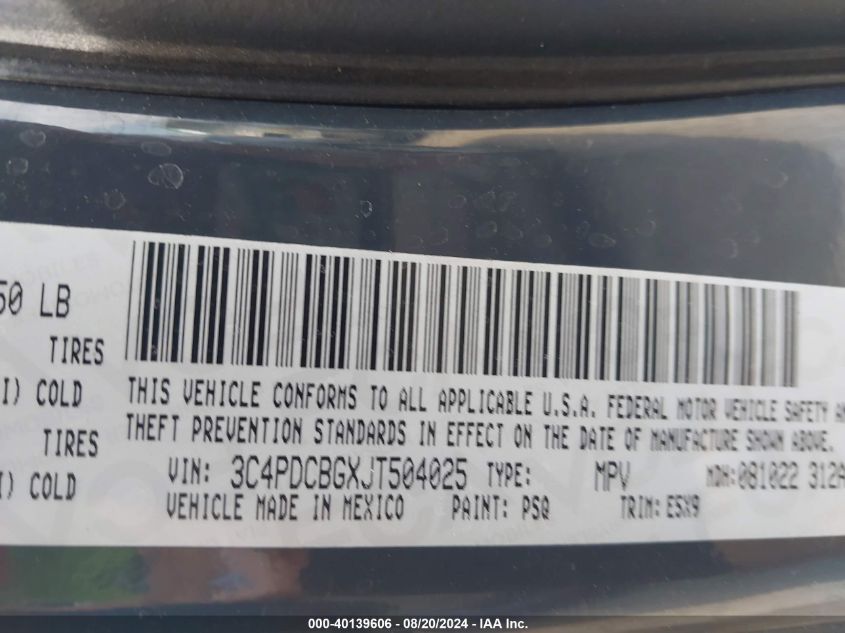 50 LB
TIRES
I) COLD
TIRES
I) COLD
THIS VEHICLE CONFORMS TO ALL APPLICABLE U.S.A. FEDERAL MOTOR VEHICLE SAFETY AN
THEFT PREVENTION STANDARDS IN EFFECT ON THE DATE OF MANUFACTURE SHOWN ABOVE.
VIN: 3C4PDCBGXJT504025 TYPE: MPV MDH:081022 312A
VEHICLE MADE IN MEXICO PAINT: PSQ TRIM: E5X9
000-40139606 - 08/20/2024 - IAA Inc.